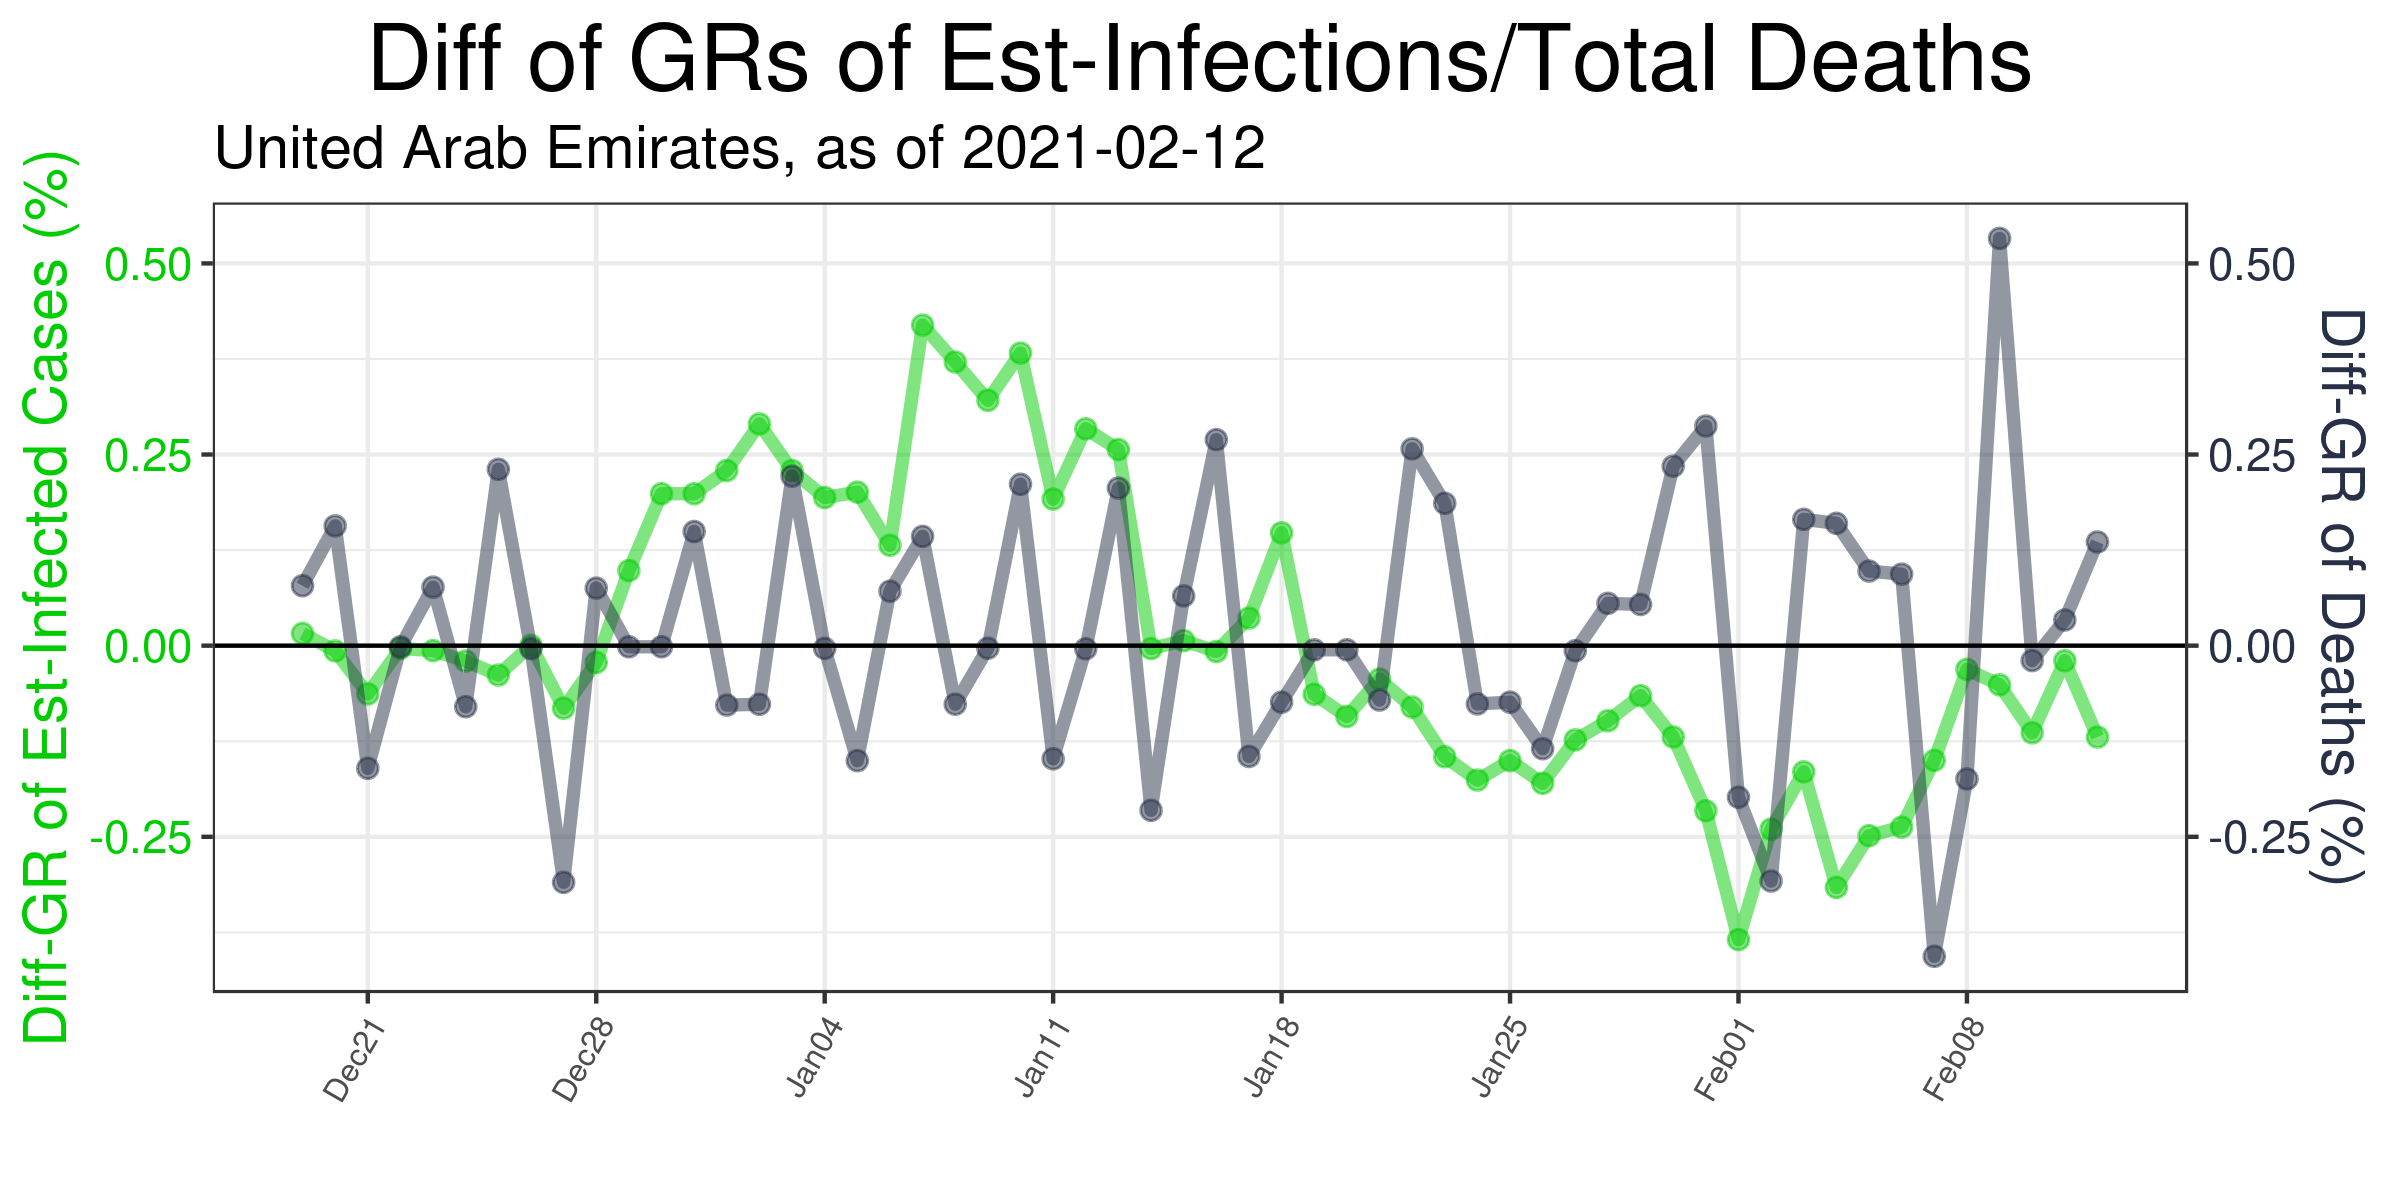 Diff of GRs of Est-Infections/Total Deaths
United Arab Emirates, as of 2021-02-12
Diff-GR of Est-Infected Cases (%)
0.50
0.25
0.00
-0.25
0.50
0.25
0.00
-0.25
Diff-GR of Deaths (%)
Dec21
Dec28
Jan04
Jan11
Jan18
Jan25
Feb01
Feb08